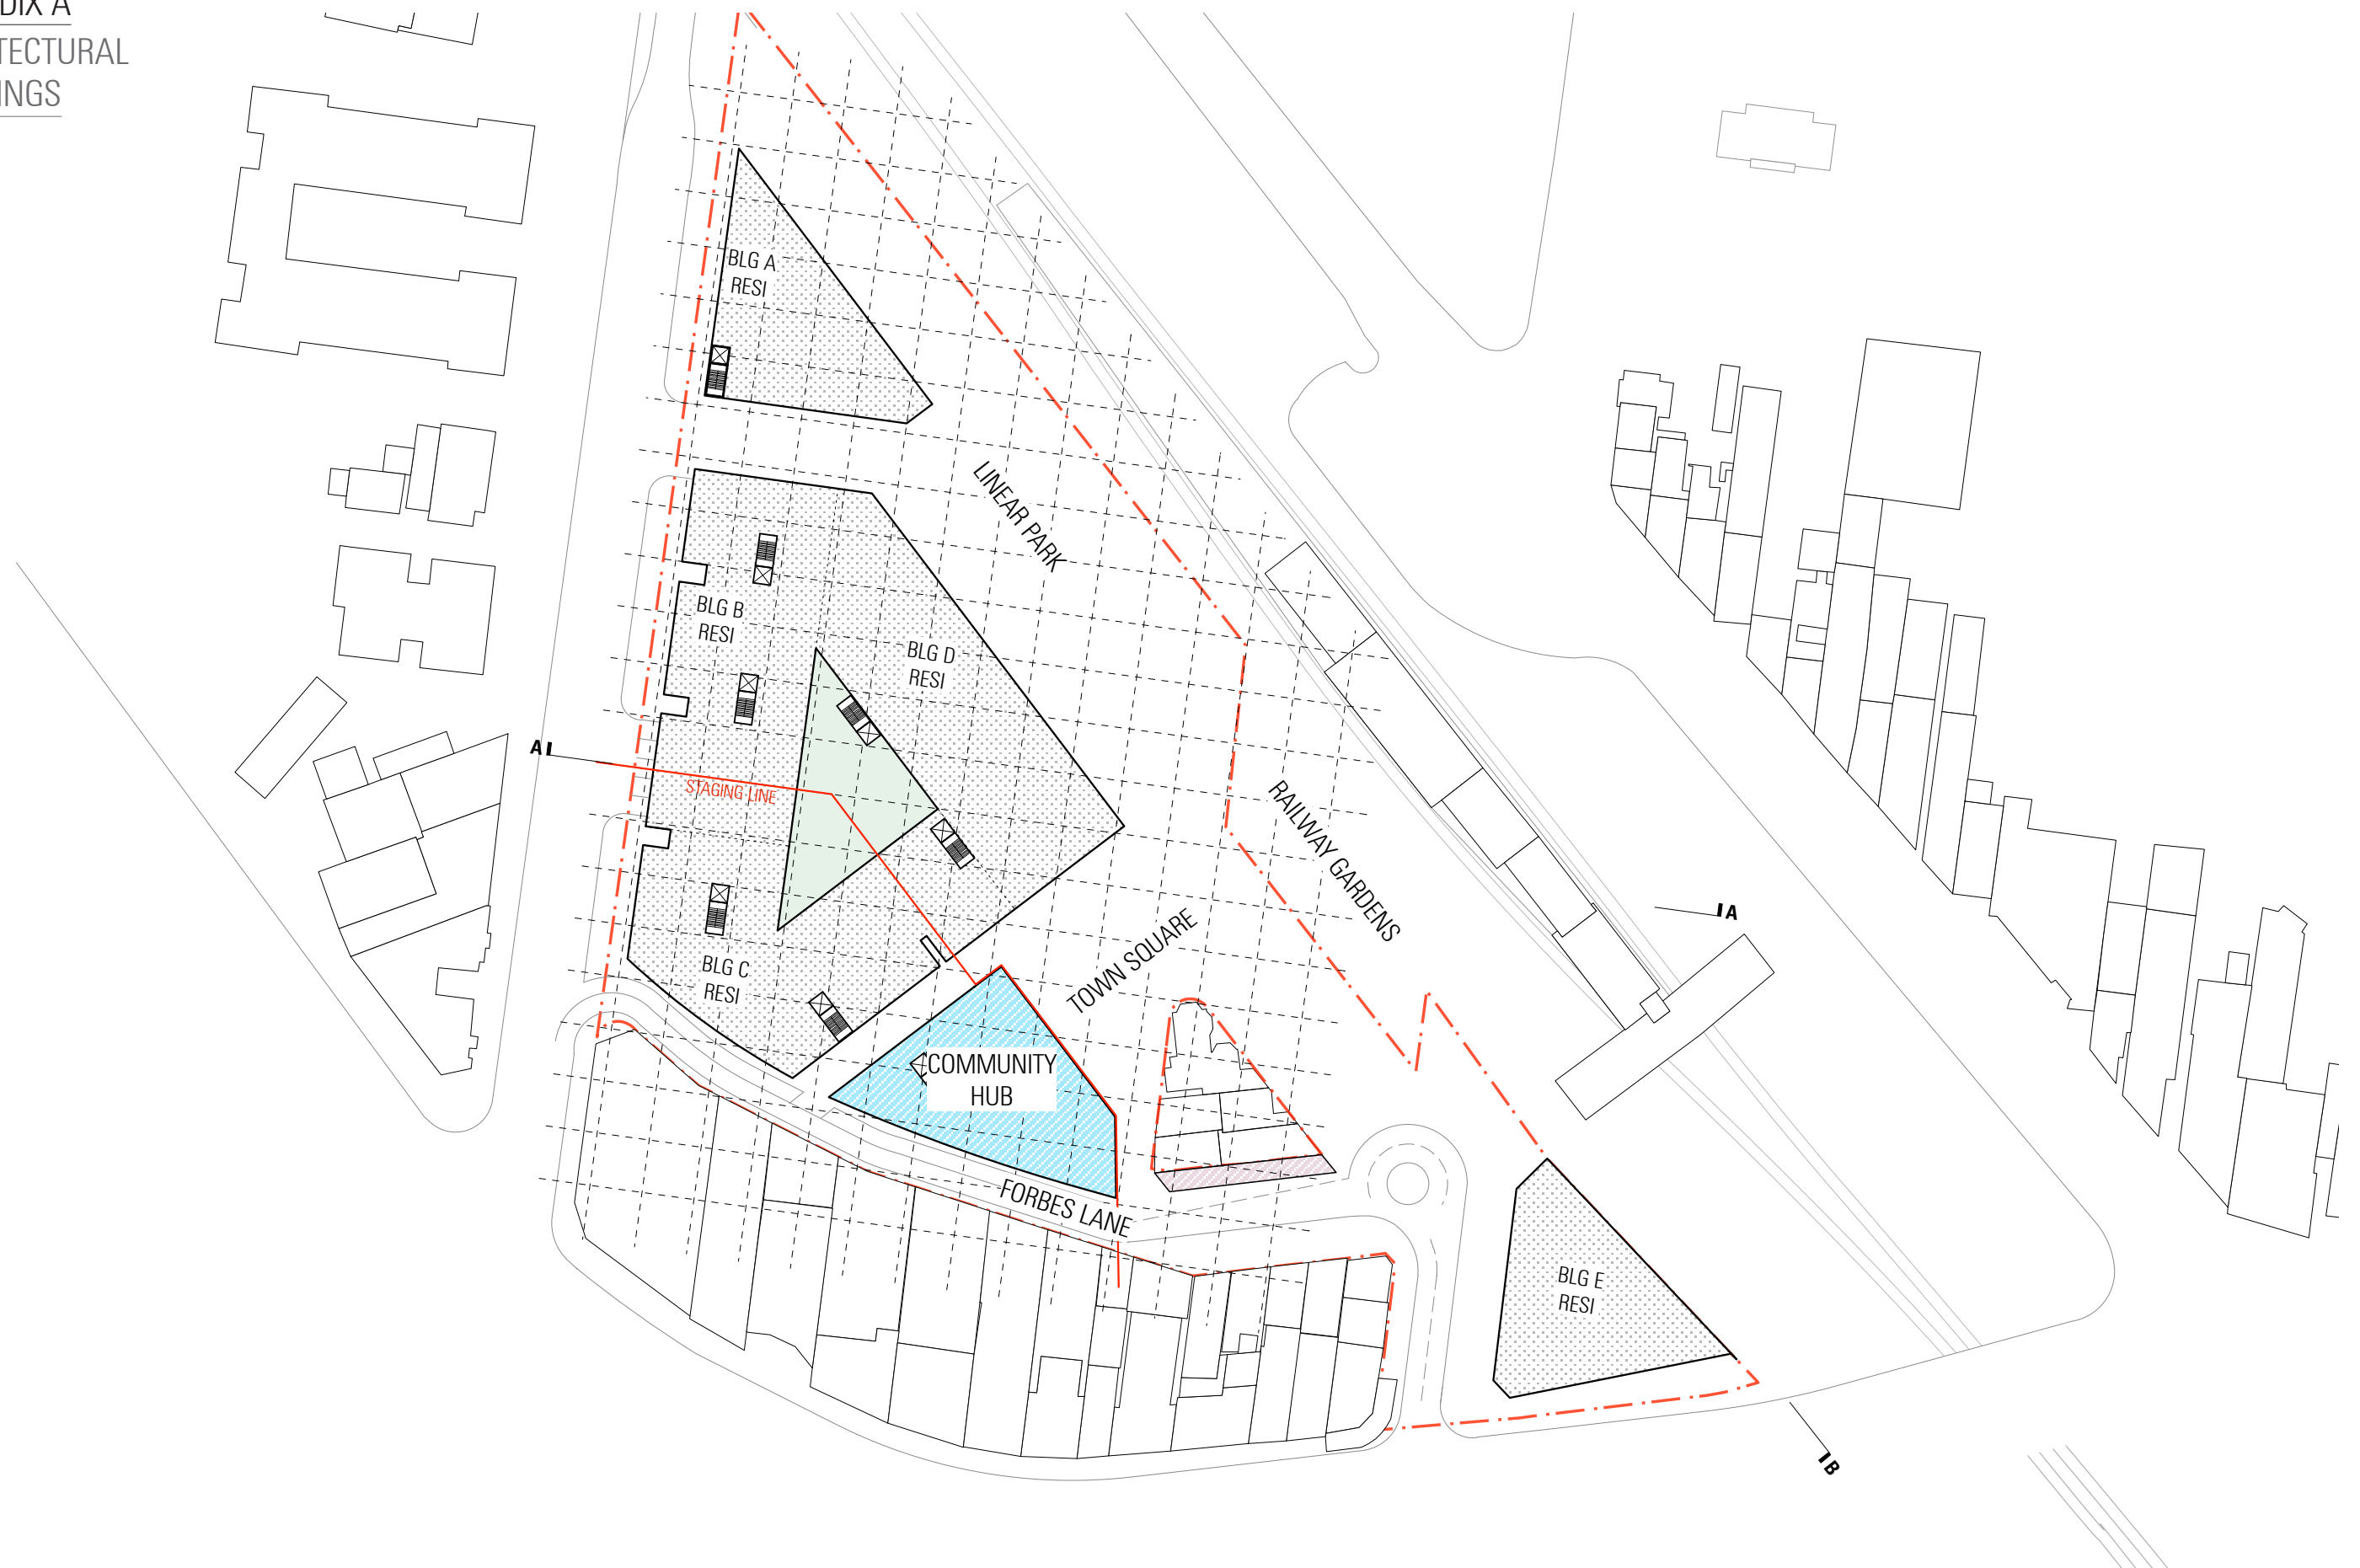 DIX A
TECTURAL
INGS
BLG A
RESI
LINEAR PARK
BLG B
RESI
BLG D
RESI
A
STAGING LINE
RAILWAY GARDENS
A
TOWN SQUARE
BLG C
RESI
COMMUNITY
HUB
FORBES LANE
BLG E
RESI
B